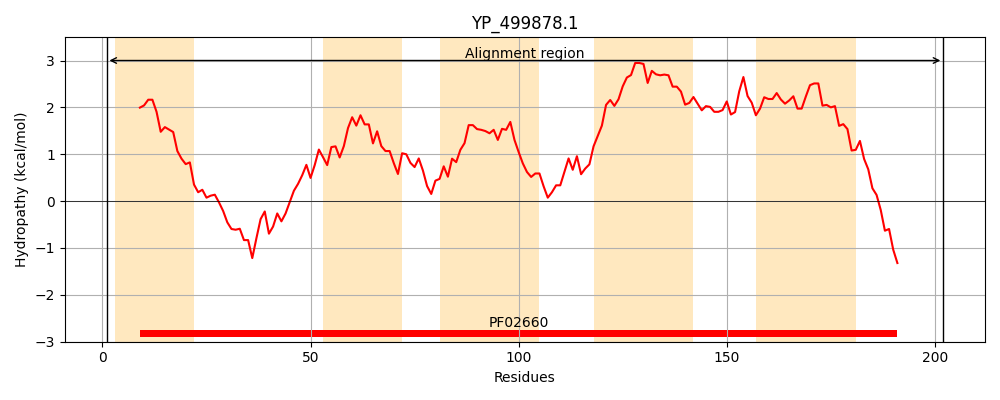 YP_499878.1
Alignment region
Hydropathy (kcal/mol)
3
2
1
0
−1
−2
−3
PF02660
0
50
100
150
200
Residues